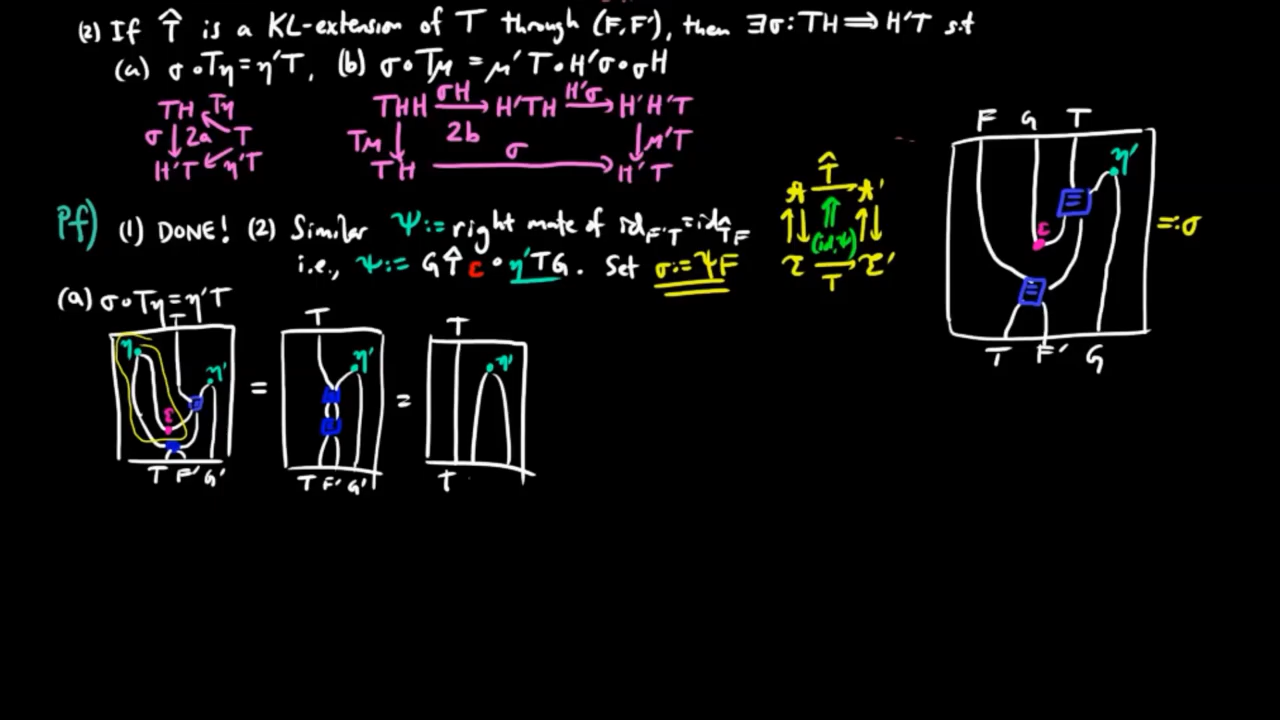 (2) If T̂ is a KL-extension of T through (F,F′), then ∃σ:TH⟹H′T s.t
(a) σ∘Tη=η′T, (b) σ∘Tμ=μ′T∘H′σ∘σH
TH Tη
σ 2a T
H′T η′T
THH σH H′TH H′σ H′H′T
Tμ 2b μ′T
TH σ H′T
Pf) (1) DONE! (2) Similar Ψ:= right mate of id_{F′T}=id_{T̂F}
i.e., Ψ:= GT̂ε∘η′TG. Set σ:=ΨF
T̂
A A′
(id,Ψ)
τ τ′
T
F G T
η′
ε
=:σ
T F′ G
(a) σ∘Tη=η′T
T
η η′
ε
T F′ G′
=
T
η′
T F′ G′
=
T
η′
T